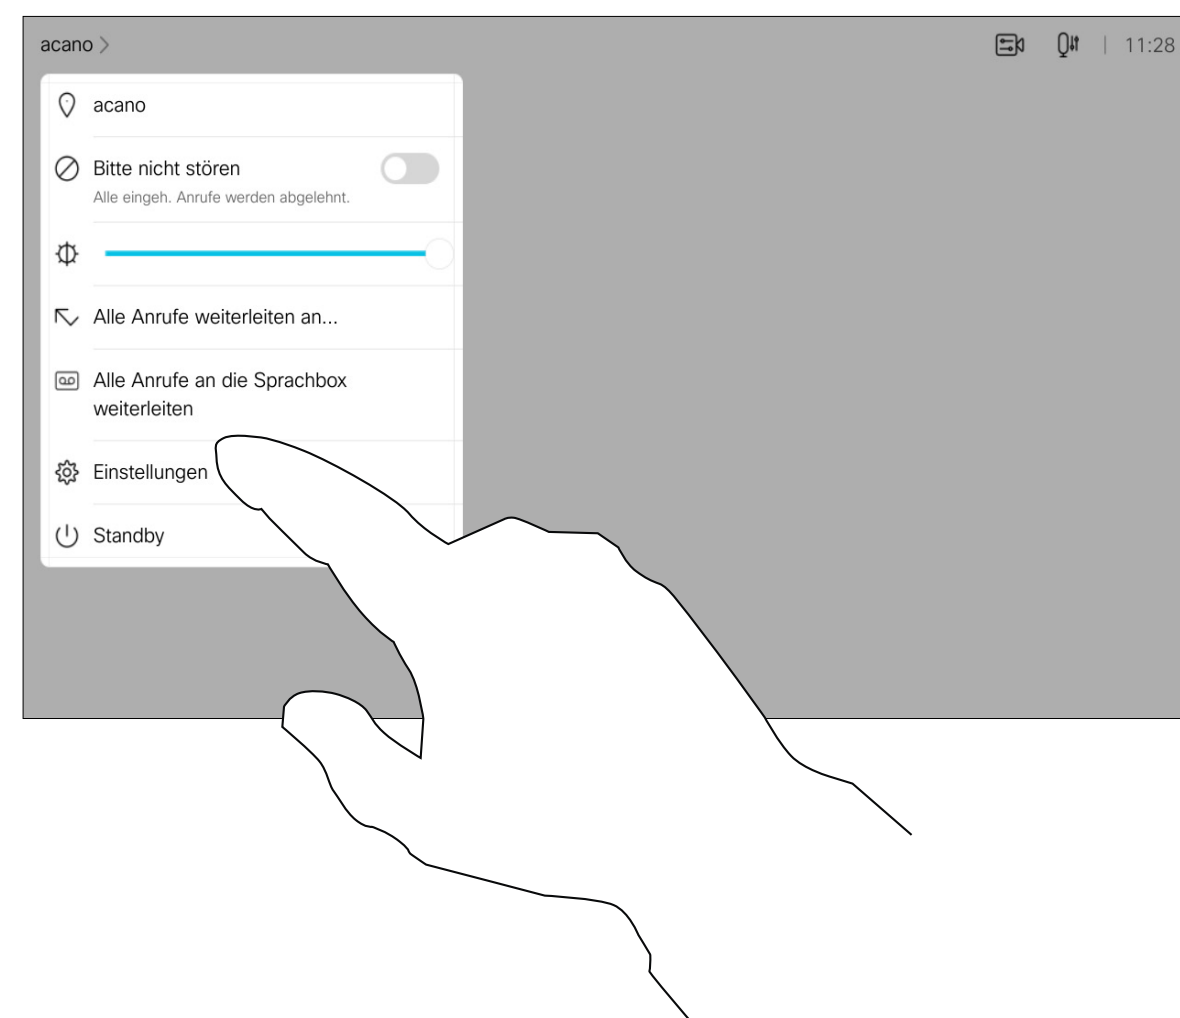 acano
11:28
acano
Bitte nicht stören
Alle eingeh. Anrufe werden abgelehnt.
Alle Anrufe weiterleiten an...
Alle Anrufe an die Sprachbox
weiterleiten
Einstellungen
Standby